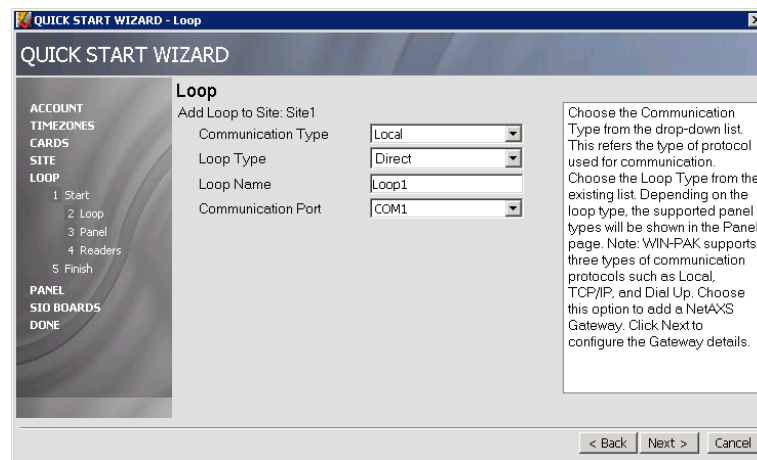 QUICK START WIZARD - Loop
QUICK START WIZARD
ACCOUNT
TIMEZONES
CARDS
SITE
LOOP
1 Start
2 Loop
3 Panel
4 Readers
5 Finish
PANEL
SIO BOARDS
DONE
Loop
Add Loop to Site: Site1
Communication Type Local
Loop Type Direct
Loop Name Loop1
Communication Port COM1
Choose the Communication
Type from the drop-down list.
This refers the type of protocol
used for communication.
Choose the Loop Type from the
existing list. Depending on the
loop type, the supported panel
types will be shown in the Panel
page. Note: WIN-PAK supports
three types of communication
protocols such as Local,
TCP/IP, and Dial Up. Choose
this option to add a NetAXS
Gateway. Click Next to
configure the Gateway details.
< Back Next > Cancel